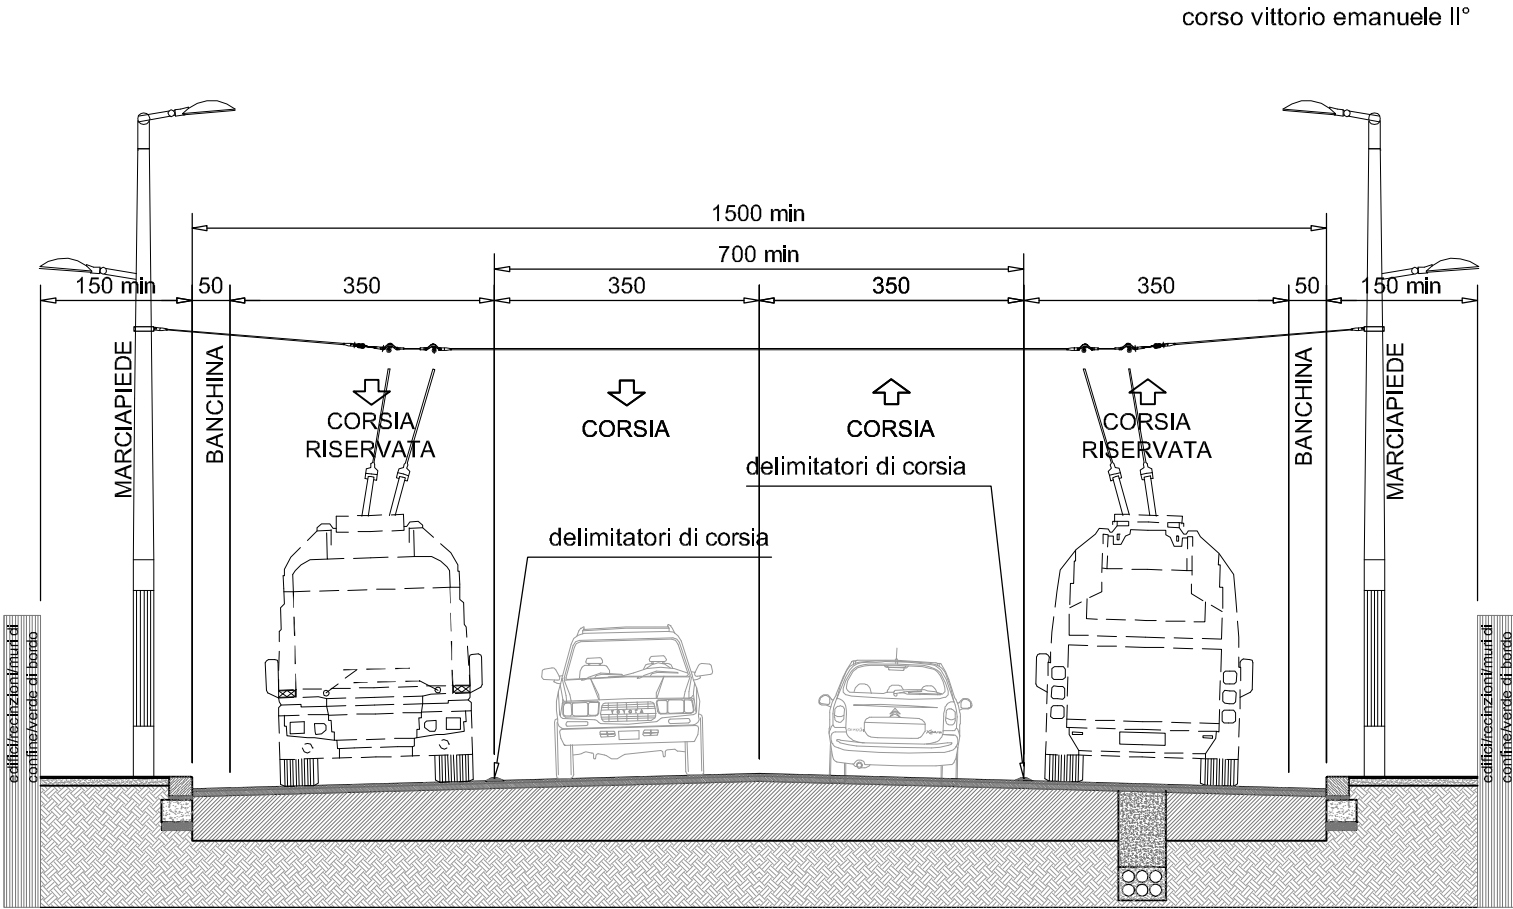 corso vittorio emanuele II°
1500 min
700 min
150 min
50
350
350
350
350
50
150 min
MARCIAPIEDE
BANCHINA
CORSIA
RISERVATA
CORSIA
CORSIA
CORSIA
RISERVATA
BANCHINA
MARCIAPIEDE
delimitatori di corsia
delimitatori di corsia
edifici/recinzioni/muri di
confine/verde di bordo
edifici/recinzioni/muri di
confine/verde di bordo